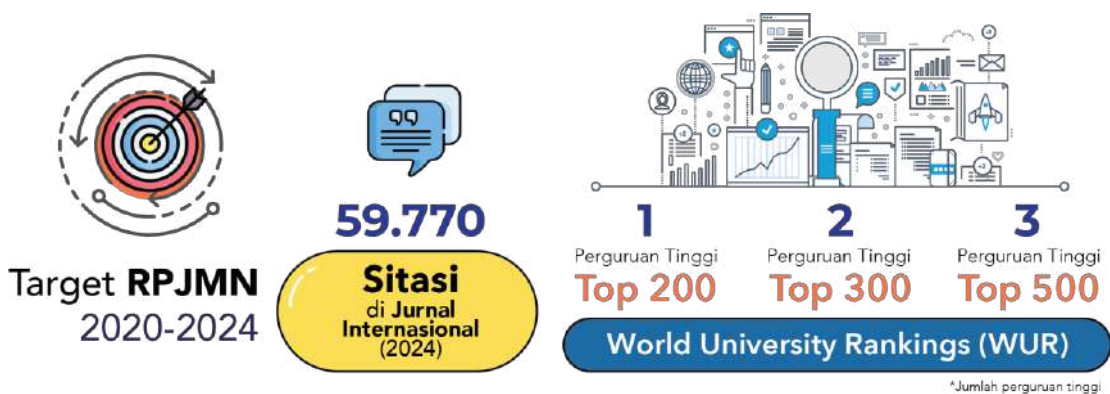 Target RPJMN
2020-2024
59.770
Sitasi
di Jurnal
Internasional
(2024)
1
Perguruan Tinggi
Top 200
2
Perguruan Tinggi
Top 300
3
Perguruan Tinggi
Top 500
World University Rankings (WUR)
*Jumlah perguruan tinggi